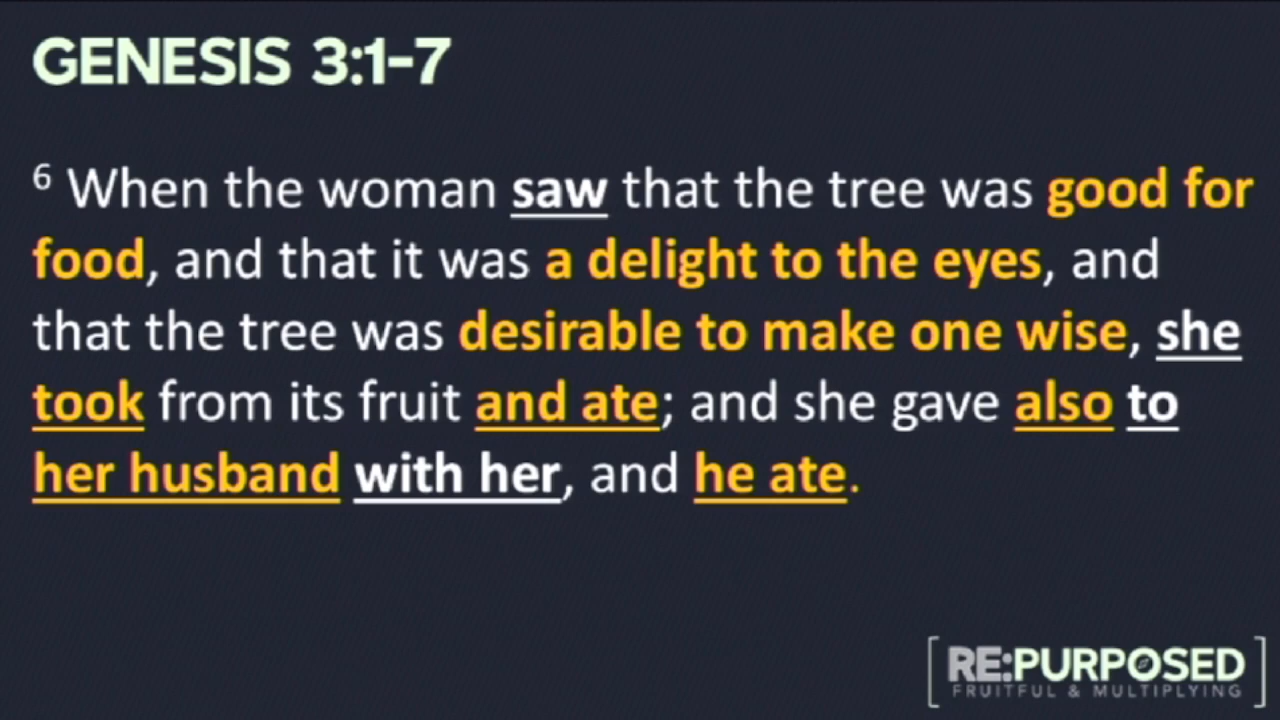 GENESIS 3:1-7
6 When the woman saw that the tree was good for
food, and that it was a delight to the eyes, and
that the tree was desirable to make one wise, she
took from its fruit and ate; and she gave also to
her husband with her, and he ate.
[RE:PURPOSED]
FRUITFUL & MULTIPLYING